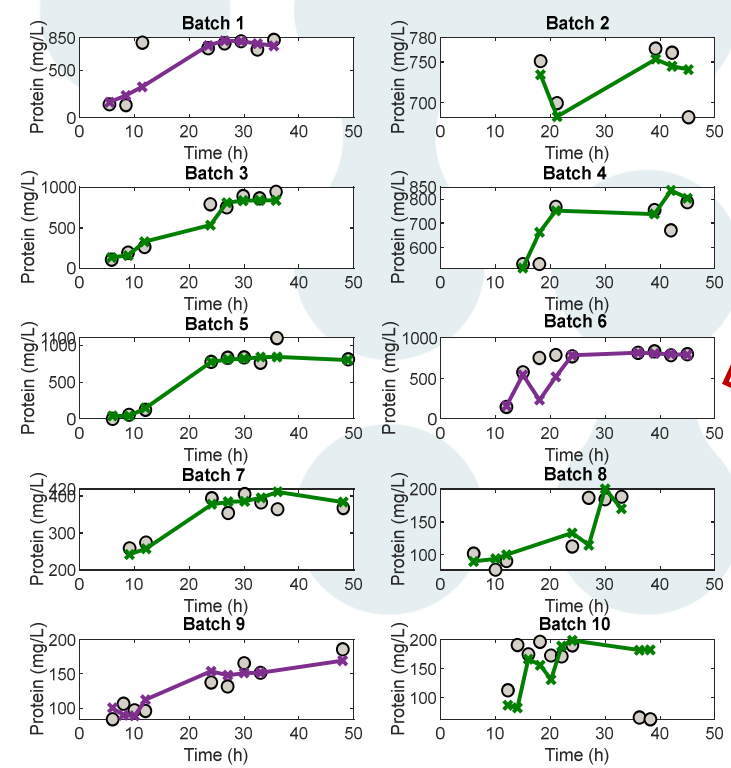 Batch 1
Protein (mg/L)
850
500
0
0 10 20 30 40 50
Time (h)
Batch 2
Protein (mg/L)
780
750
700
0 10 20 30 40 50
Time (h)
Batch 3
Protein (mg/L)
1000
500
0
0 10 20 30 40 50
Time (h)
Batch 4
Protein (mg/L)
850
800
700
600
0 10 20 30 40 50
Time (h)
Batch 5
Protein (mg/L)
1100
1000
500
0
0 10 20 30 40 50
Time (h)
Batch 6
Protein (mg/L)
1000
500
0
0 10 20 30 40 50
Time (h)
Batch 7
Protein (mg/L)
420
400
300
200
0 10 20 30 40 50
Time (h)
Batch 8
Protein (mg/L)
200
150
100
0 10 20 30 40 50
Time (h)
Batch 9
Protein (mg/L)
200
150
100
0 10 20 30 40 50
Time (h)
Batch 10
Protein (mg/L)
200
150
100
0 10 20 30 40 50
Time (h)